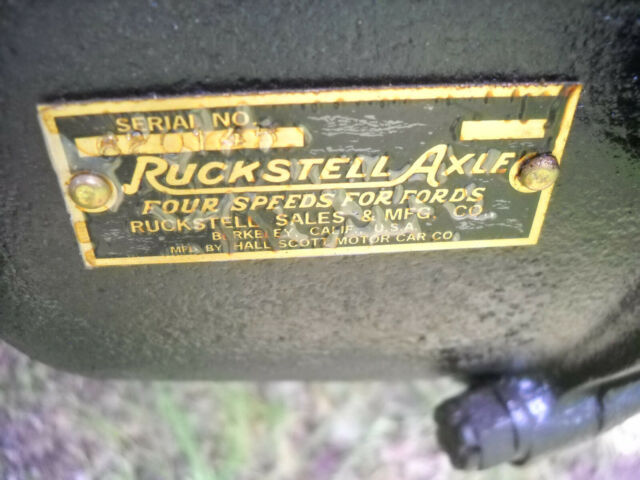 SERIAL NO.
RUCKSTELL AXLE
FOUR SPEEDS FOR FORDS
RUCKSTELL SALES & MFG. CO.
BERKELEY, CALIF., U.S.A.
MFD. BY HALL SCOTT MOTOR CAR CO.